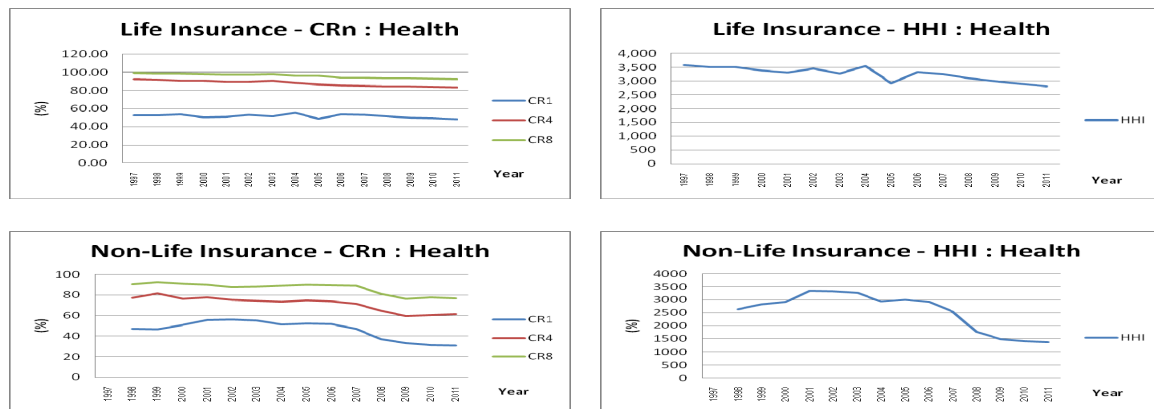 Life Insurance - CRn : Health
120.00
100.00
80.00
60.00
40.00
20.00
0.00
(%)
CR1
CR4
CR8
1997 1998 1999 2000 2001 2002 2003 2004 2005 2006 2007 2008 2009 2010 2011
Year
Life Insurance - HHI : Health
4,000
3,500
3,000
2,500
2,000
1,500
1,000
500
0
(%)
HHI
1997 1998 1999 2000 2001 2002 2003 2004 2005 2006 2007 2008 2009 2010 2011
Year
Non-Life Insurance - CRn : Health
100
80
60
40
20
0
(%)
CR1
CR4
CR8
1997 1998 1999 2000 2001 2002 2003 2004 2005 2006 2007 2008 2009 2010 2011
Year
Non-Life Insurance - HHI : Health
4000
3500
3000
2500
2000
1500
1000
500
0
(%)
HHI
1997 1998 1999 2000 2001 2002 2003 2004 2005 2006 2007 2008 2009 2010 2011
Year